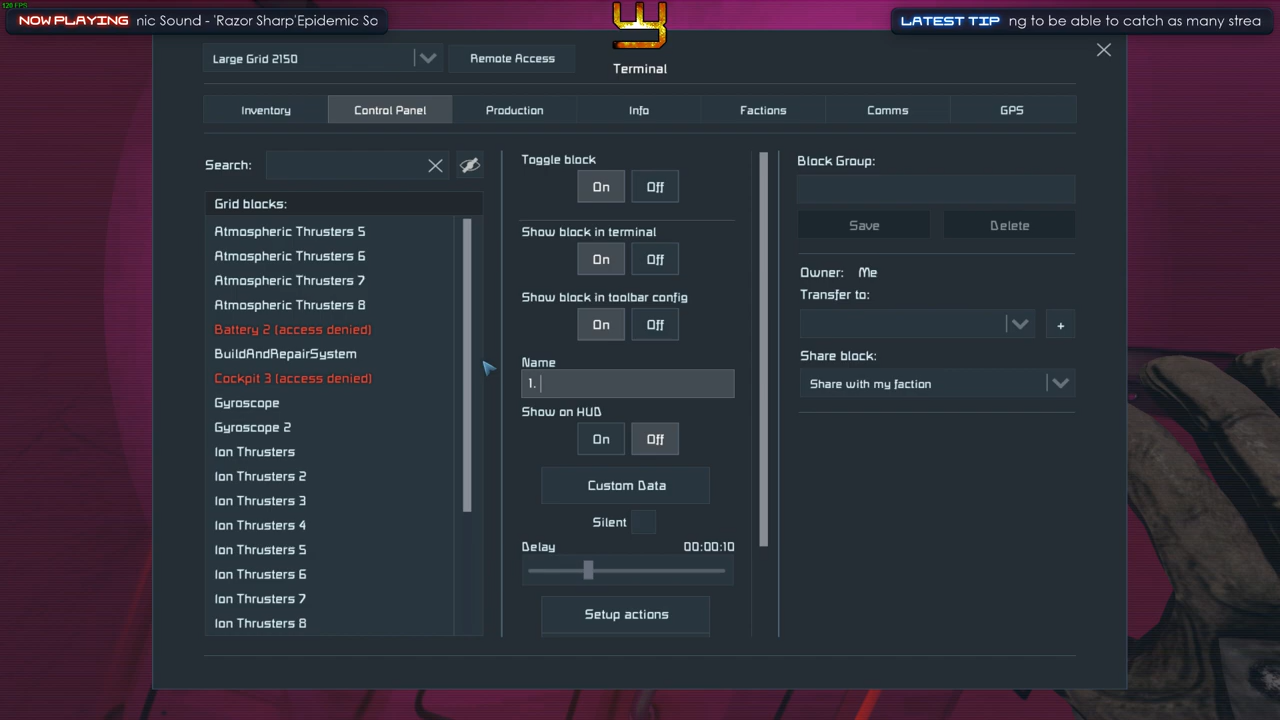 120 FPS
NOW PLAYING nic Sound - 'Razor Sharp'Epidemic So
LATEST TIP ng to be able to catch as many strea
Large Grid 2150
Remote Access
Terminal
Inventory
Control Panel
Production
Info
Factions
Comms
GPS
Search:
Grid blocks:
Atmospheric Thrusters 5
Atmospheric Thrusters 6
Atmospheric Thrusters 7
Atmospheric Thrusters 8
Battery 2 (access denied)
BuildAndRepairSystem
Cockpit 3 (access denied)
Gyroscope
Gyroscope 2
Ion Thrusters
Ion Thrusters 2
Ion Thrusters 3
Ion Thrusters 4
Ion Thrusters 5
Ion Thrusters 6
Ion Thrusters 7
Ion Thrusters 8
Toggle block
On Off
Show block in terminal
On Off
Show block in toolbar config
On Off
Name
1.
Show on HUD
On Off
Custom Data
Silent
Delay 00:00:10
Setup actions
Block Group:
Save Delete
Owner: Me
Transfer to:
+
Share block:
Share with my faction